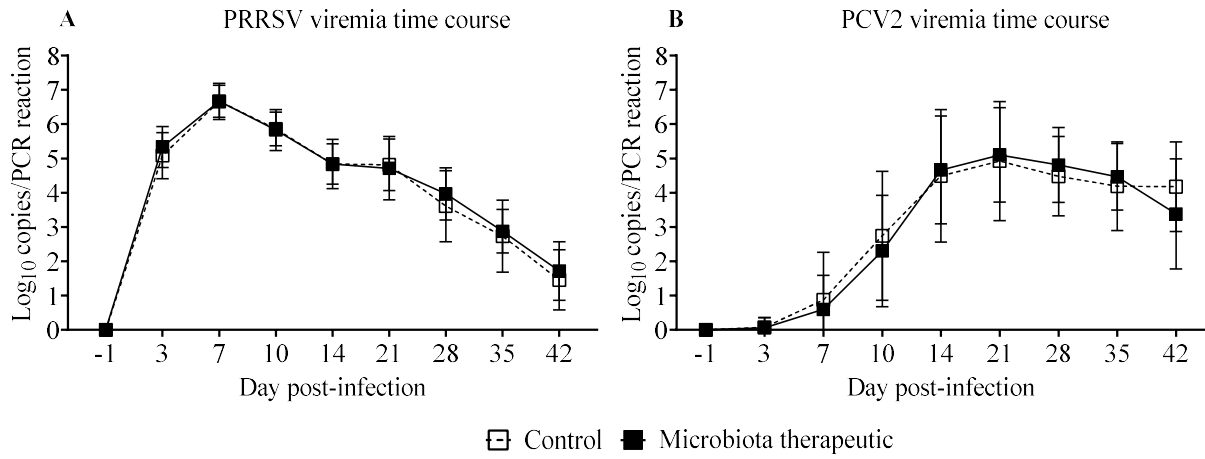 A
PRRSV viremia time course
Log10 copies/PCR reaction
8
7
6
5
4
3
2
1
0
-1 3 7 10 14 21 28 35 42
Day post-infection
B
PCV2 viremia time course
Log10 copies/PCR reaction
8
7
6
5
4
3
2
1
0
-1 3 7 10 14 21 28 35 42
Day post-infection
Control Microbiota therapeutic